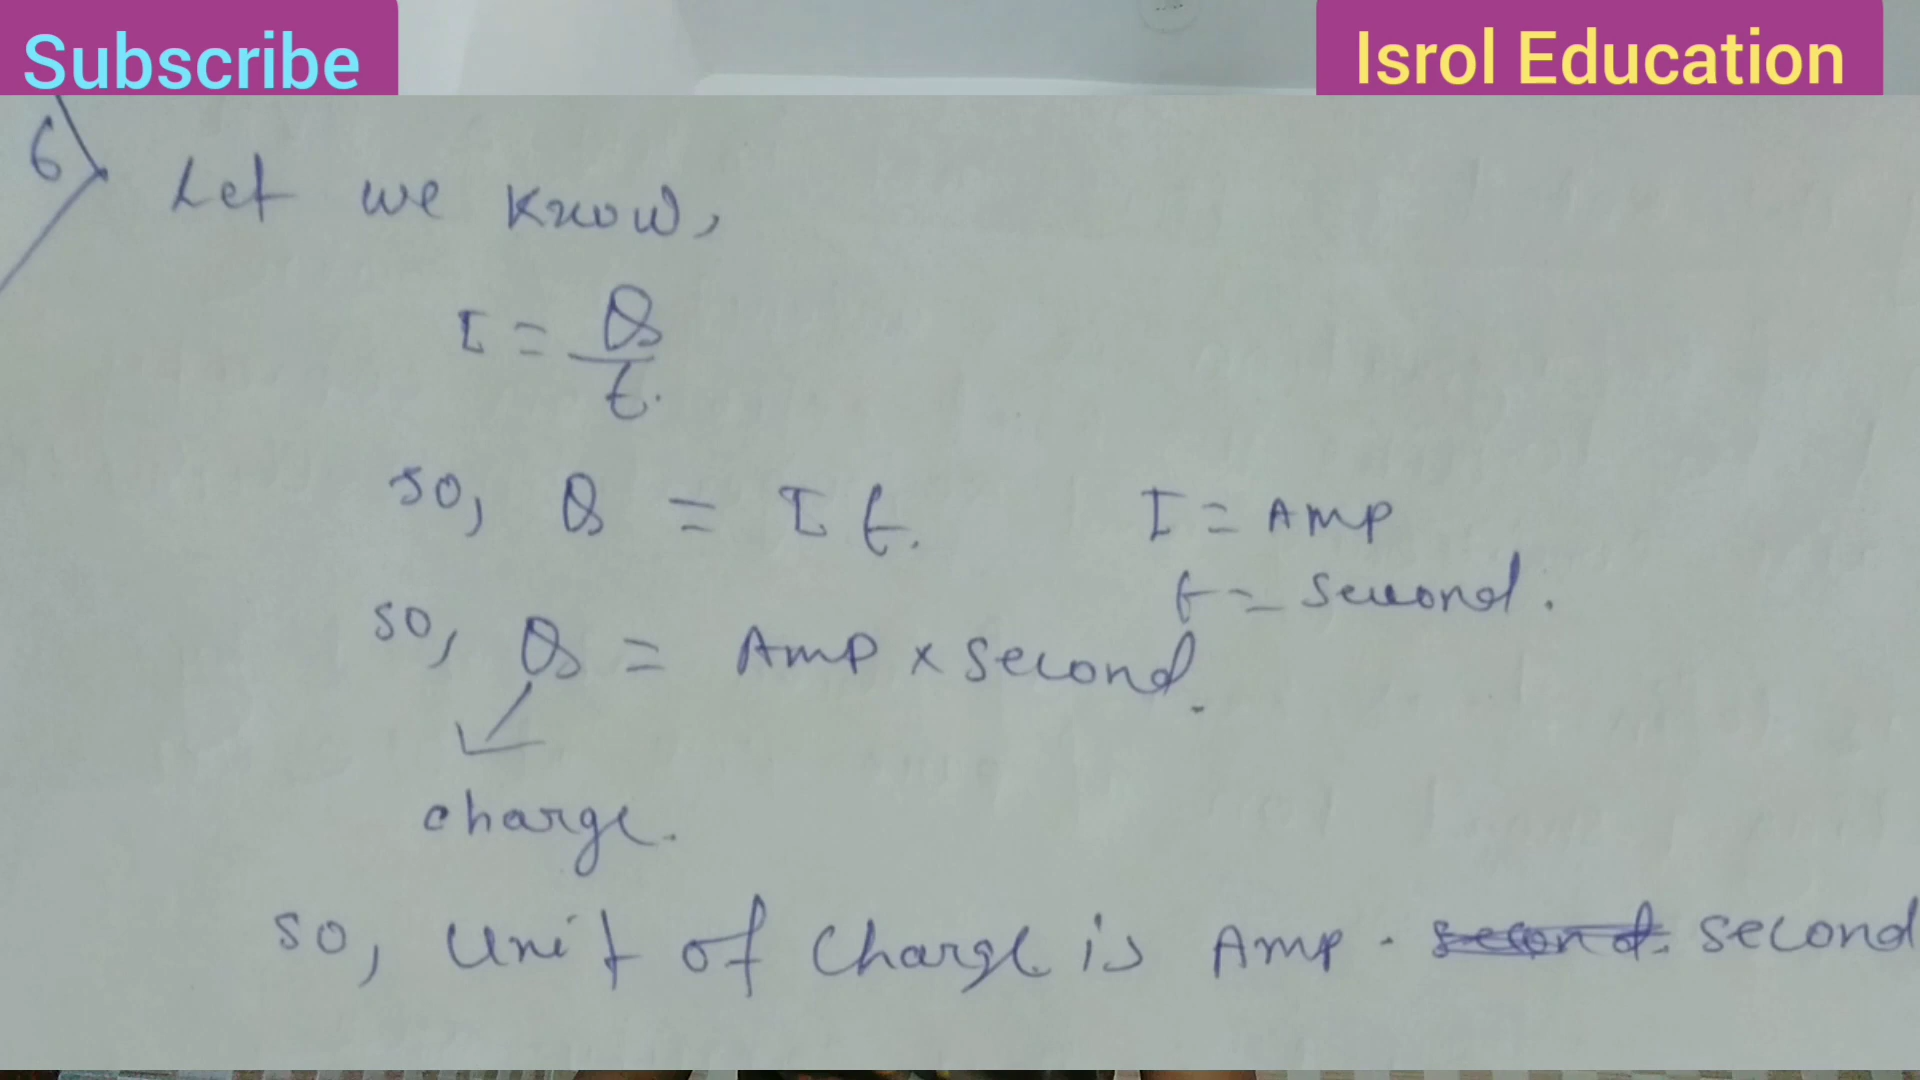 Subscribe
Isrol Education
6) Let we know,
I = Q/t.
so, Q = It.
I = Amp
t = second.
so, Q = Amp × second.
charge.
so, unit of charge is Amp - second second